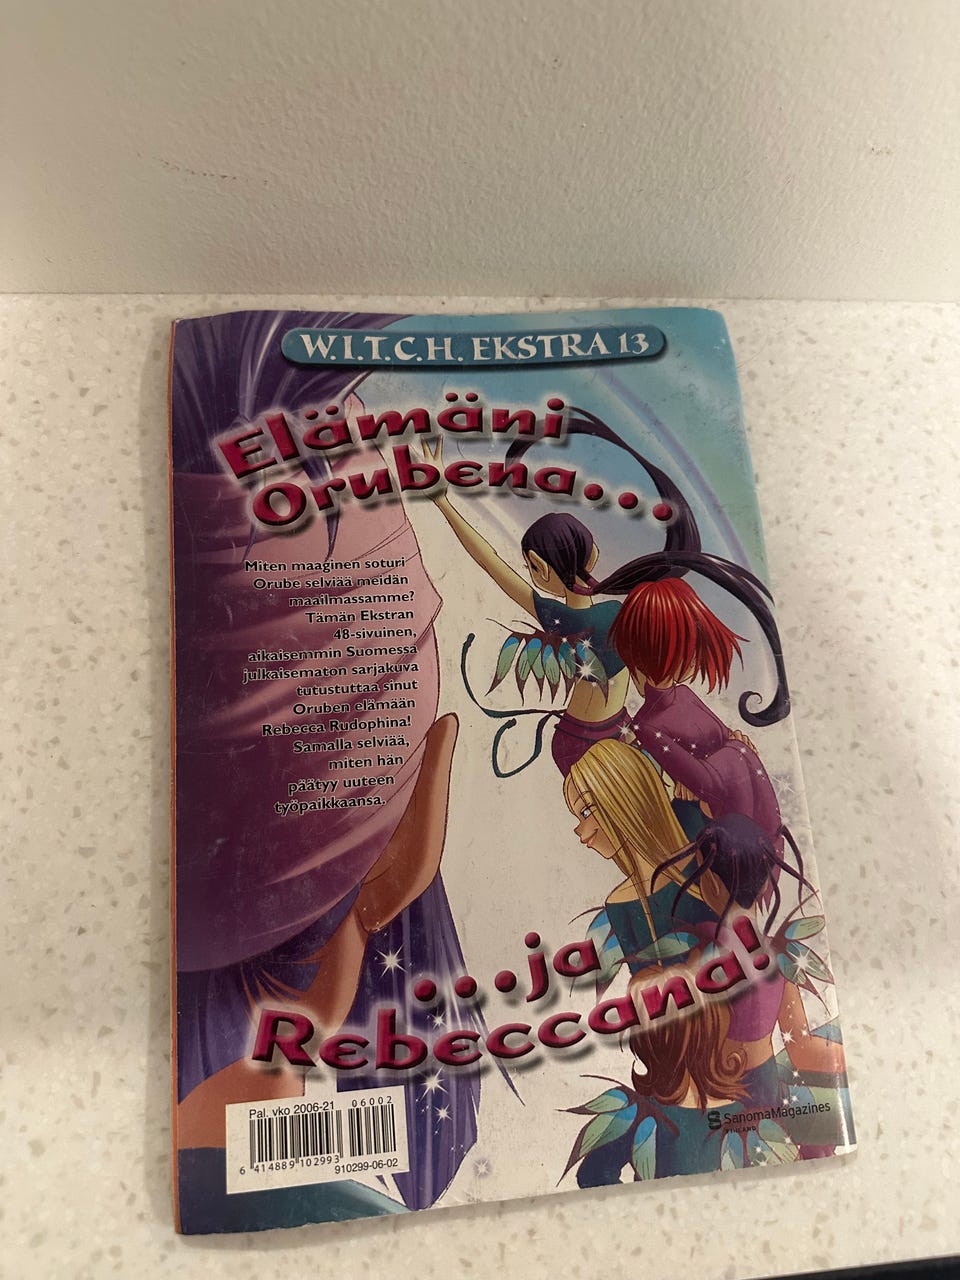 W.I.T.C.H. EKSTRA 13
Elämäni
Orubena...
Miten maaginen soturi
Orube selviää meidän
maailmassamme?
Tämän Ekstran
48-sivuinen,
aikaisemmin Suomessa
julkaisematon sarjakuva
tutustuttaa sinut
Oruben elämään
Rebecca Rudophina!
Samalla selviää,
miten hän
päätyy uuteen
työpaikkaansa.
...ja
Rebeccana!
Pal. vko 2006-21
06002
6 414889 102993
910299-06-02
SanomaMagazines
FINLAND